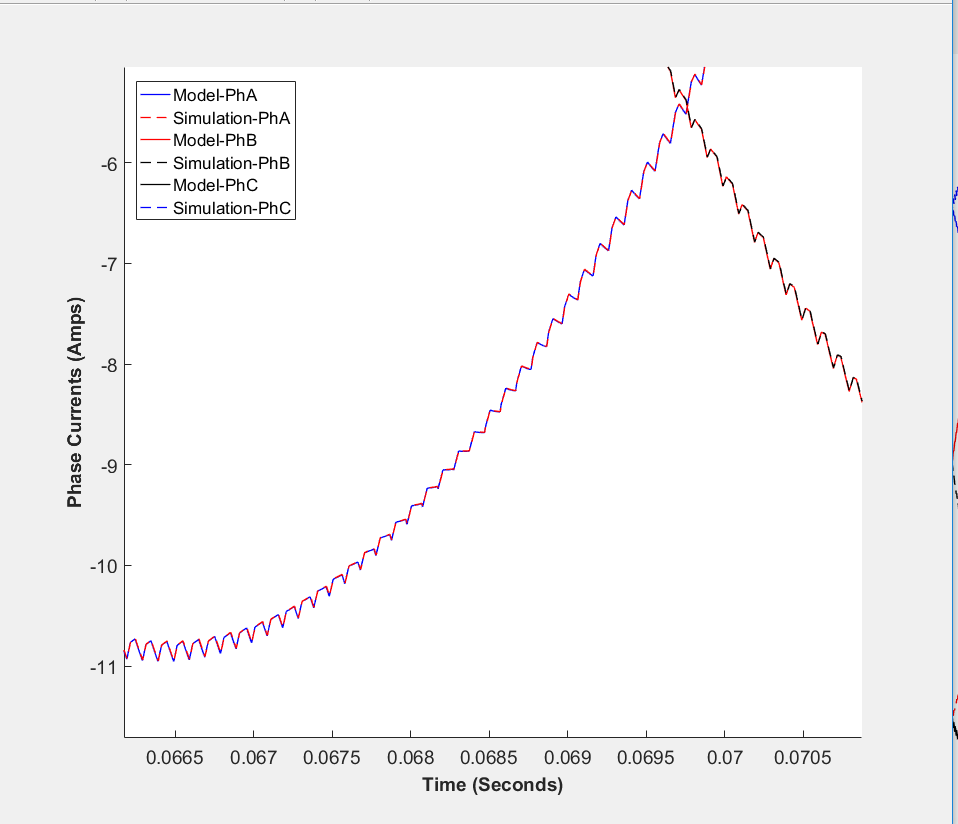 Model-PhA
Simulation-PhA
Model-PhB
Simulation-PhB
Model-PhC
Simulation-PhC
-6
-7
-8
-9
-10
-11
Phase Currents (Amps)
0.0665 0.067 0.0675 0.068 0.0685 0.069 0.0695 0.07 0.0705
Time (Seconds)